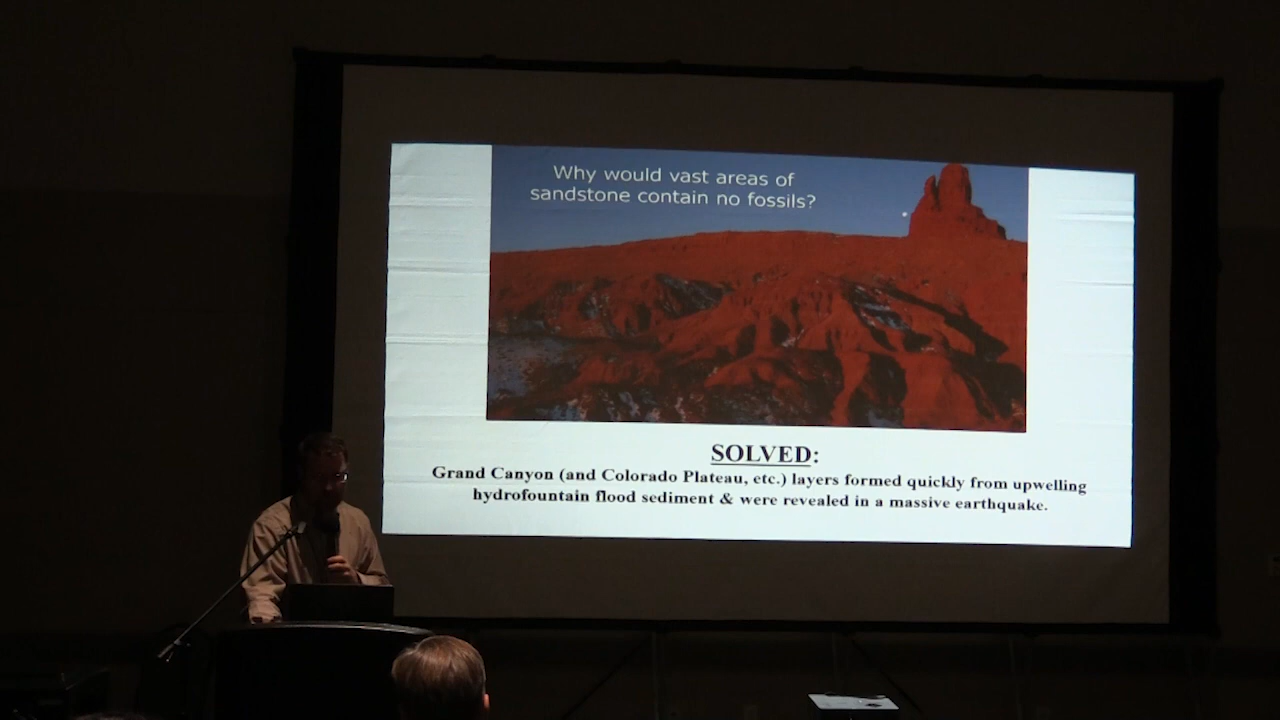 Why would vast areas of
sandstone contain no fossils?
SOLVED:
Grand Canyon (and Colorado Plateau, etc.) layers formed quickly from upwelling
hydrofountain flood sediment & were revealed in a massive earthquake.